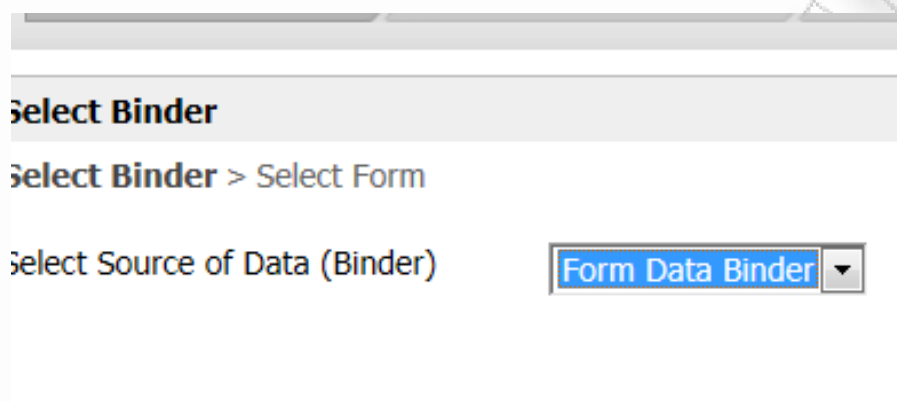 Select Binder
Select Binder > Select Form
Select Source of Data (Binder) Form Data Binder